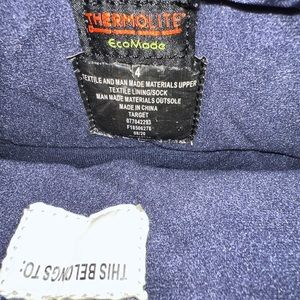 THERMOLITE®
EcoMade
4
TEXTILE AND MAN MADE MATERIALS UPPER
TEXTILE LINING/SOCK
MAN MADE MATERIALS OUTSOLE
MADE IN CHINA
TARGET
THIS BELONGS TO: